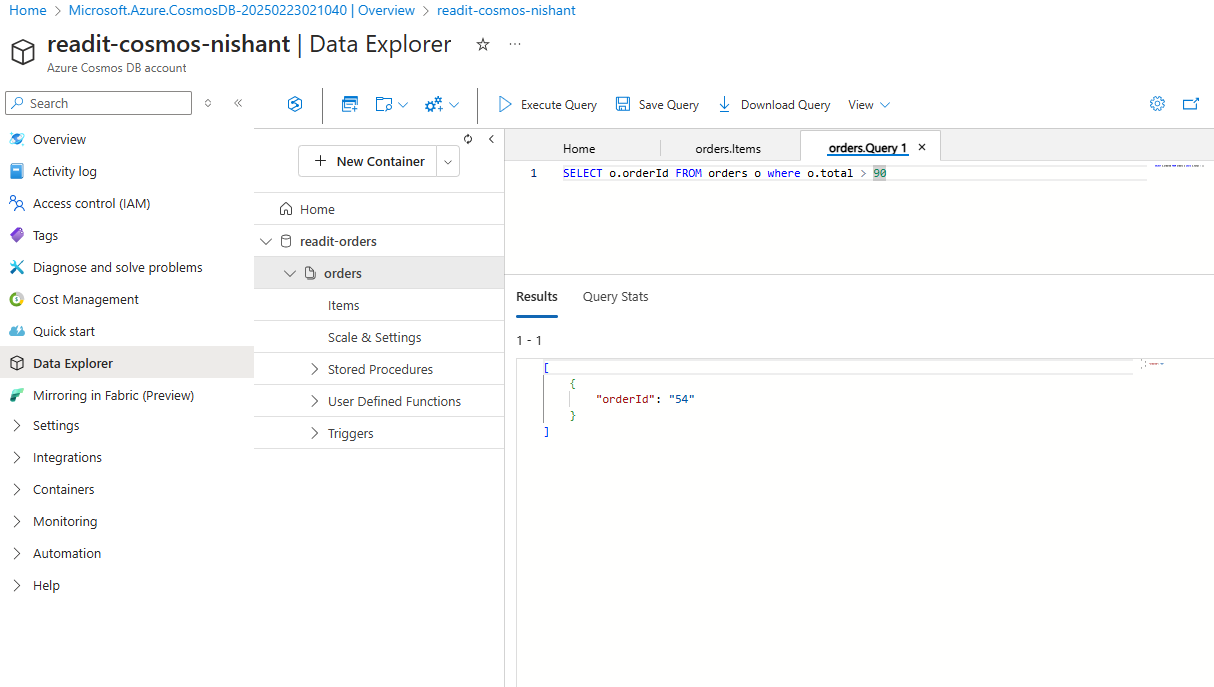 Home > Microsoft.Azure.CosmosDB-20250223021040 | Overview > readit-cosmos-nishant
readit-cosmos-nishant | Data Explorer
Azure Cosmos DB account
Search
Overview
Activity log
Access control (IAM)
Tags
Diagnose and solve problems
Cost Management
Quick start
Data Explorer
Mirroring in Fabric (Preview)
Settings
Integrations
Containers
Monitoring
Automation
Help
Execute Query Save Query Download Query View
New Container
Home
readit-orders
orders
Items
Scale & Settings
Stored Procedures
User Defined Functions
Triggers
Home orders.Items orders.Query 1
1 SELECT o.orderId FROM orders o where o.total > 90
Results Query Stats
1 - 1
[
{
"orderId": "54"
}
]